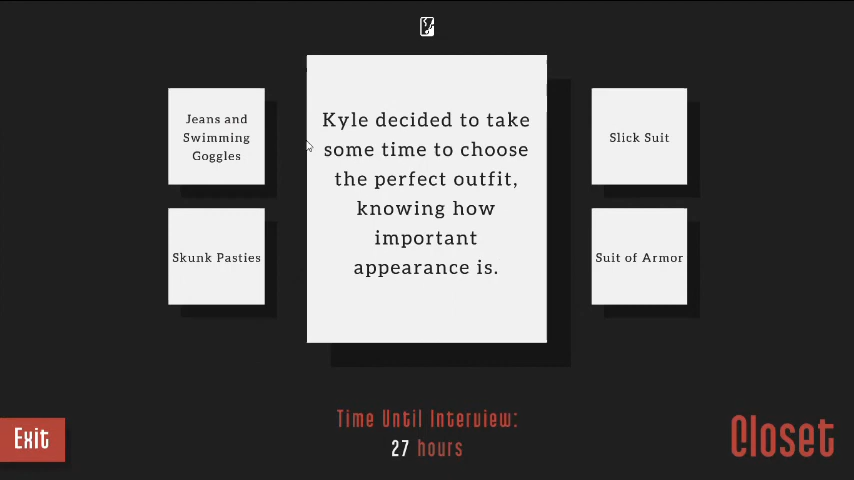 Jeans and
Swimming
Goggles
Skunk Pasties
Kyle decided to take
some time to choose
the perfect outfit,
knowing how
important
appearance is.
Slick Suit
Suit of Armor
Exit
Time Until Interview:
27 hours
Closet